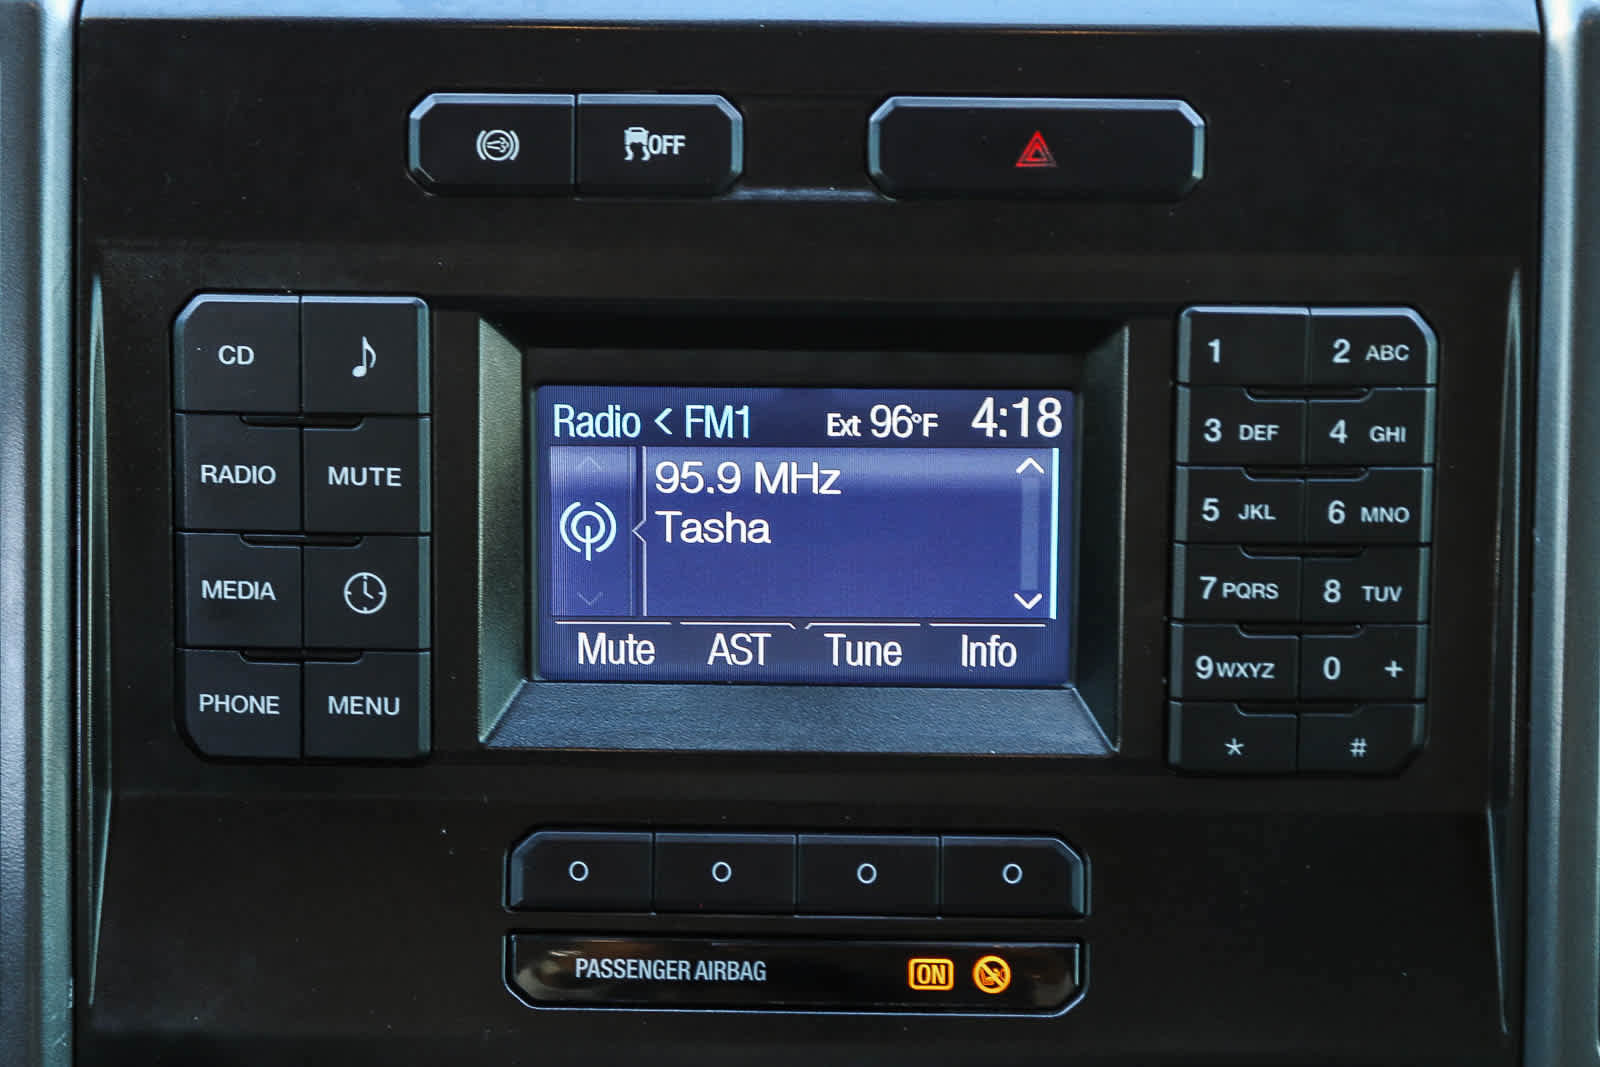 OFF
CD
RADIO MUTE
MEDIA
PHONE MENU
Radio < FM1 Ext 96°F 4:18
95.9 MHz
Tasha
Mute AST Tune Info
1 2 ABC
3 DEF 4 GHI
5 JKL 6 MNO
7 PQRS 8 TUV
9 WXYZ 0 +
* #
PASSENGER AIRBAG ON